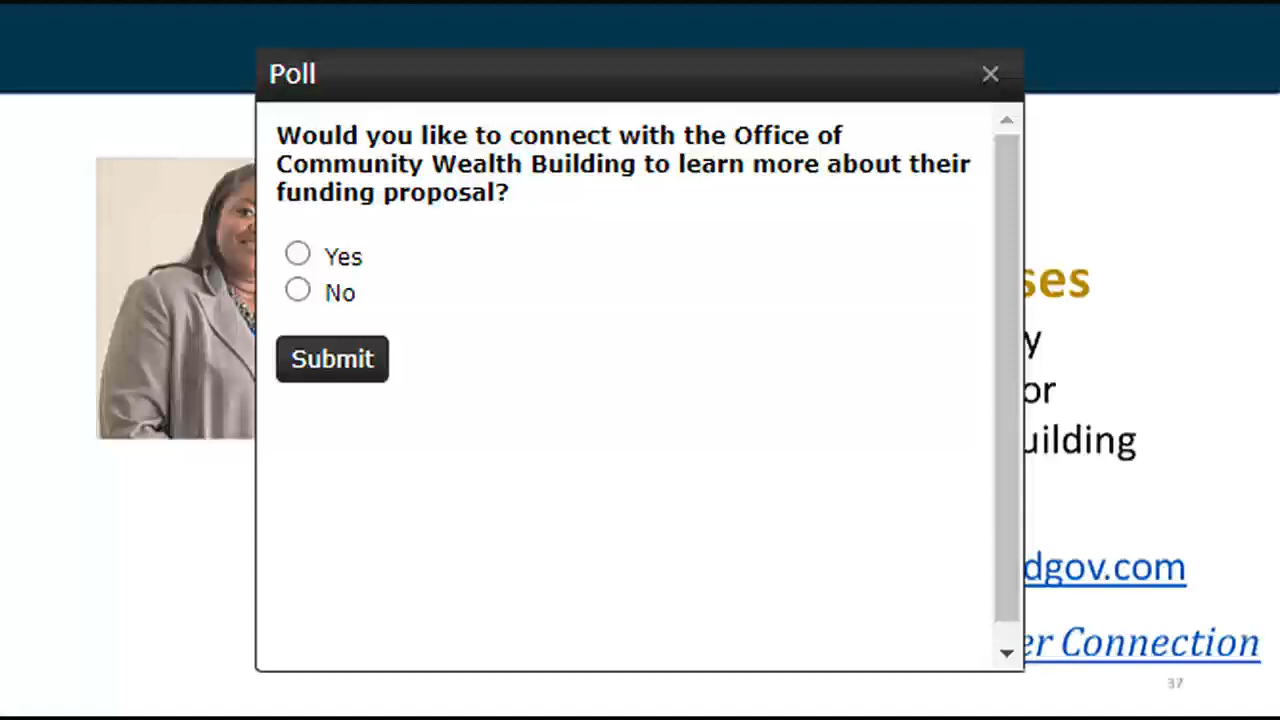 Poll
Would you like to connect with the Office of
Community Wealth Building to learn more about their
funding proposal?
Yes
No
Submit
ses
y
or
uilding
dgov.com
er Connection
37